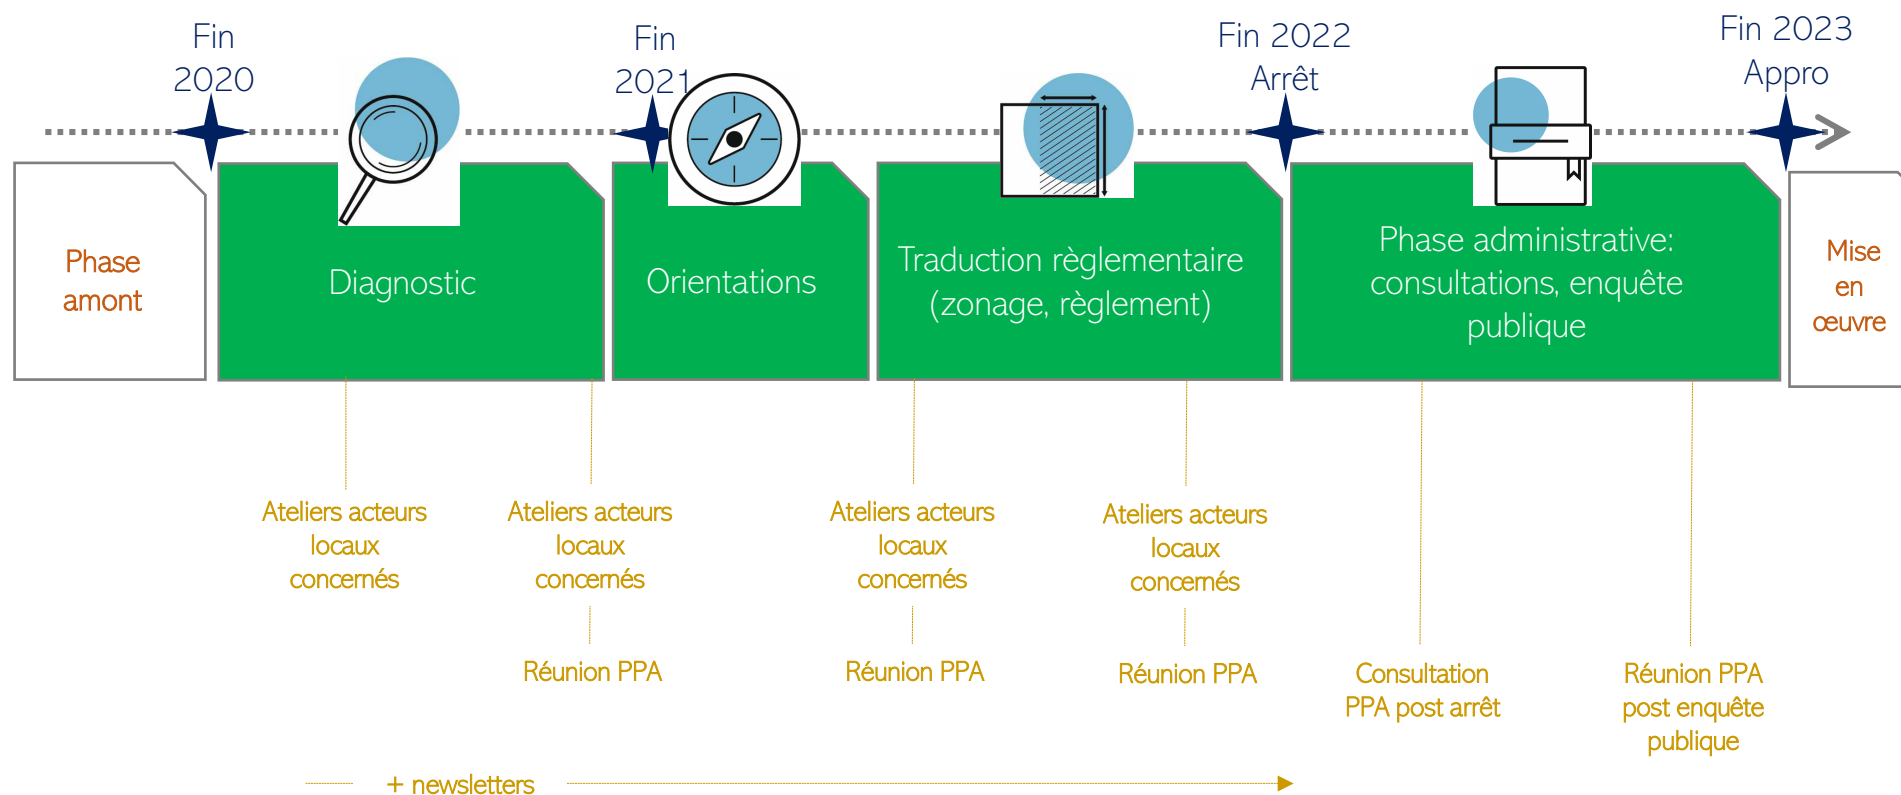 Fin
2020
Fin
2021
Fin 2022
Arrêt
Fin 2023
Appro
Phase
amont
Diagnostic
Orientations
Traduction règlementaire
(zonage, règlement)
Phase administrative:
consultations, enquête
publique
Mise
en
œuvre
Ateliers acteurs
locaux
concernés
Ateliers acteurs
locaux
concernés
Ateliers acteurs
locaux
concernés
Ateliers acteurs
locaux
concernés
Réunion PPA
Réunion PPA
Réunion PPA
Consultation
PPA post arrêt
Réunion PPA
post enquête
publique
+ newsletters